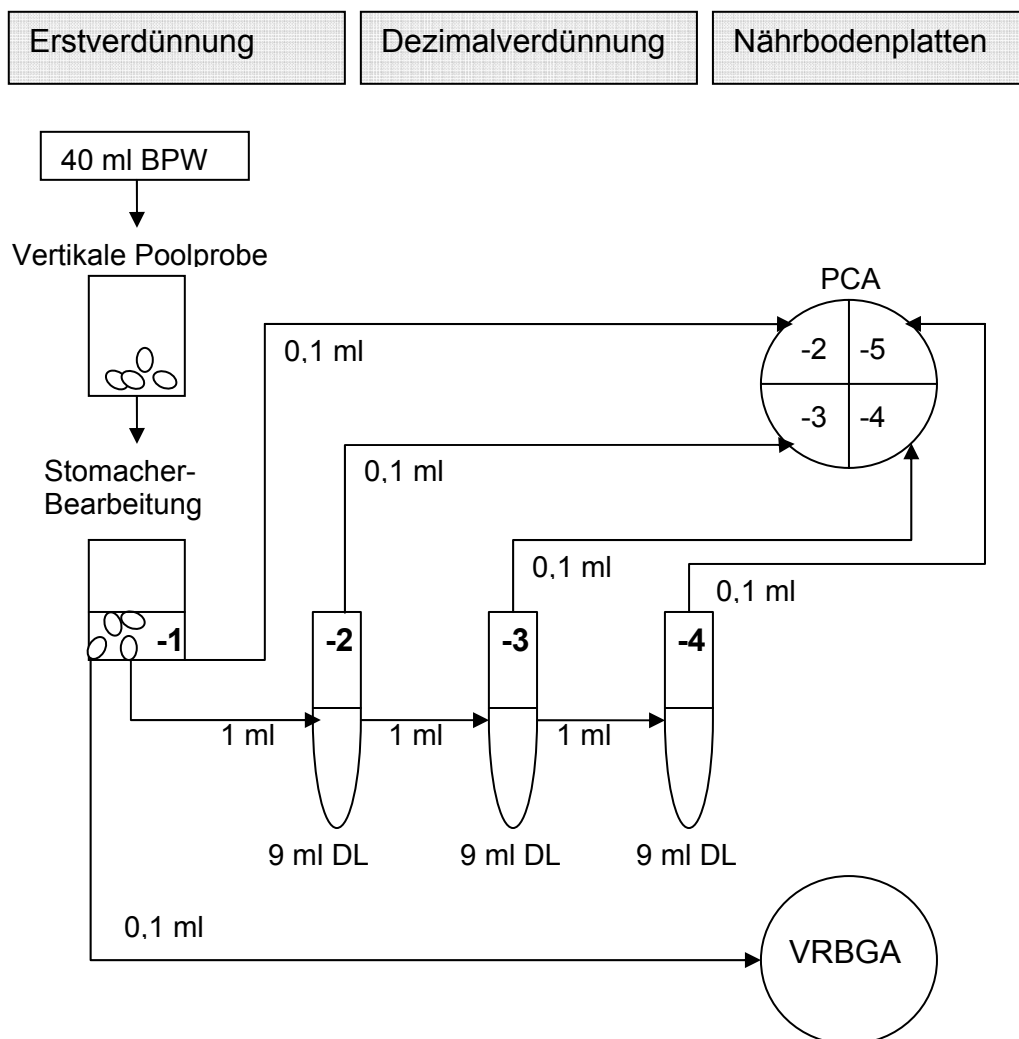 Erstverdünnung
Dezimalverdünnung
Nährbodenplatten
40 ml BPW
Vertikale Poolprobe
PCA
-2
-5
-3
-4
0,1 ml
0,1 ml
Stomacher-
Bearbeitung
0,1 ml
0,1 ml
-1
-2
-3
-4
1 ml
1 ml
1 ml
9 ml DL
9 ml DL
9 ml DL
0,1 ml
VRBGA